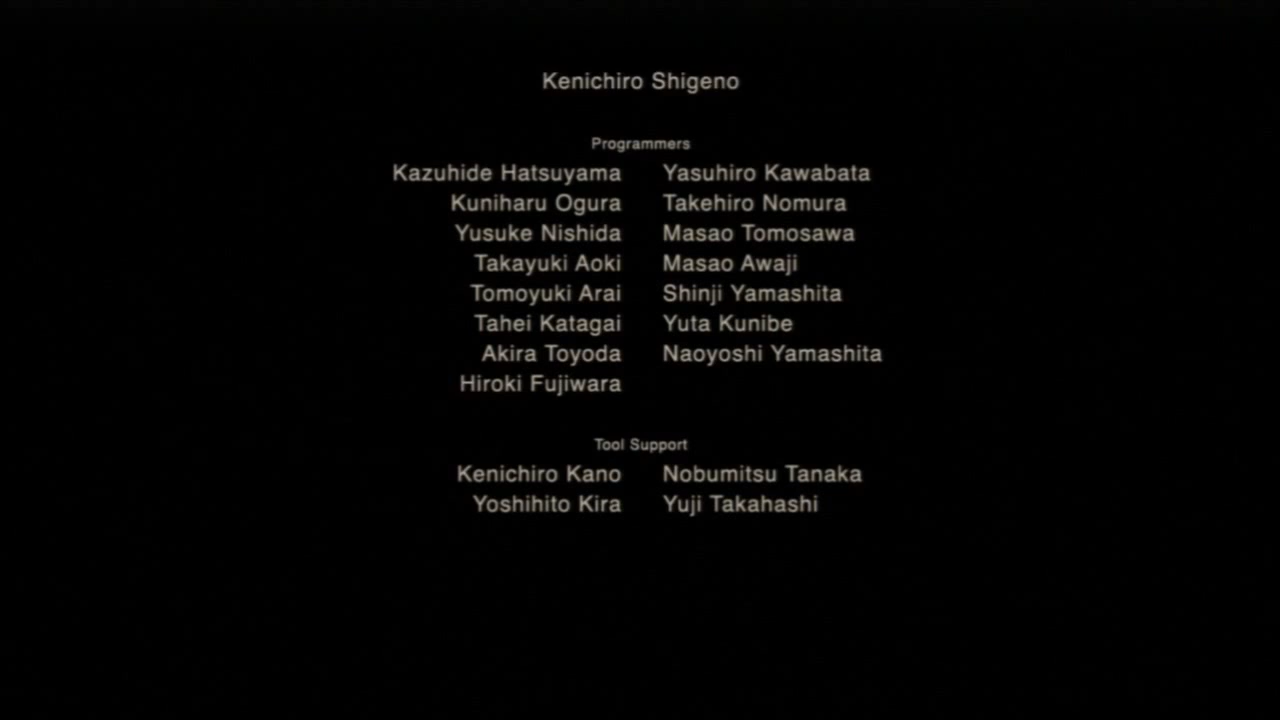 Kenichiro Shigeno
Programmers
Kazuhide Hatsuyama Yasuhiro Kawabata
Kuniharu Ogura Takehiro Nomura
Yusuke Nishida Masao Tomosawa
Takayuki Aoki Masao Awaji
Tomoyuki Arai Shinji Yamashita
Tahei Katagai Yuta Kunibe
Akira Toyoda Naoyoshi Yamashita
Hiroki Fujiwara
Tool Support
Kenichiro Kano Nobumitsu Tanaka
Yoshihito Kira Yuji Takahashi